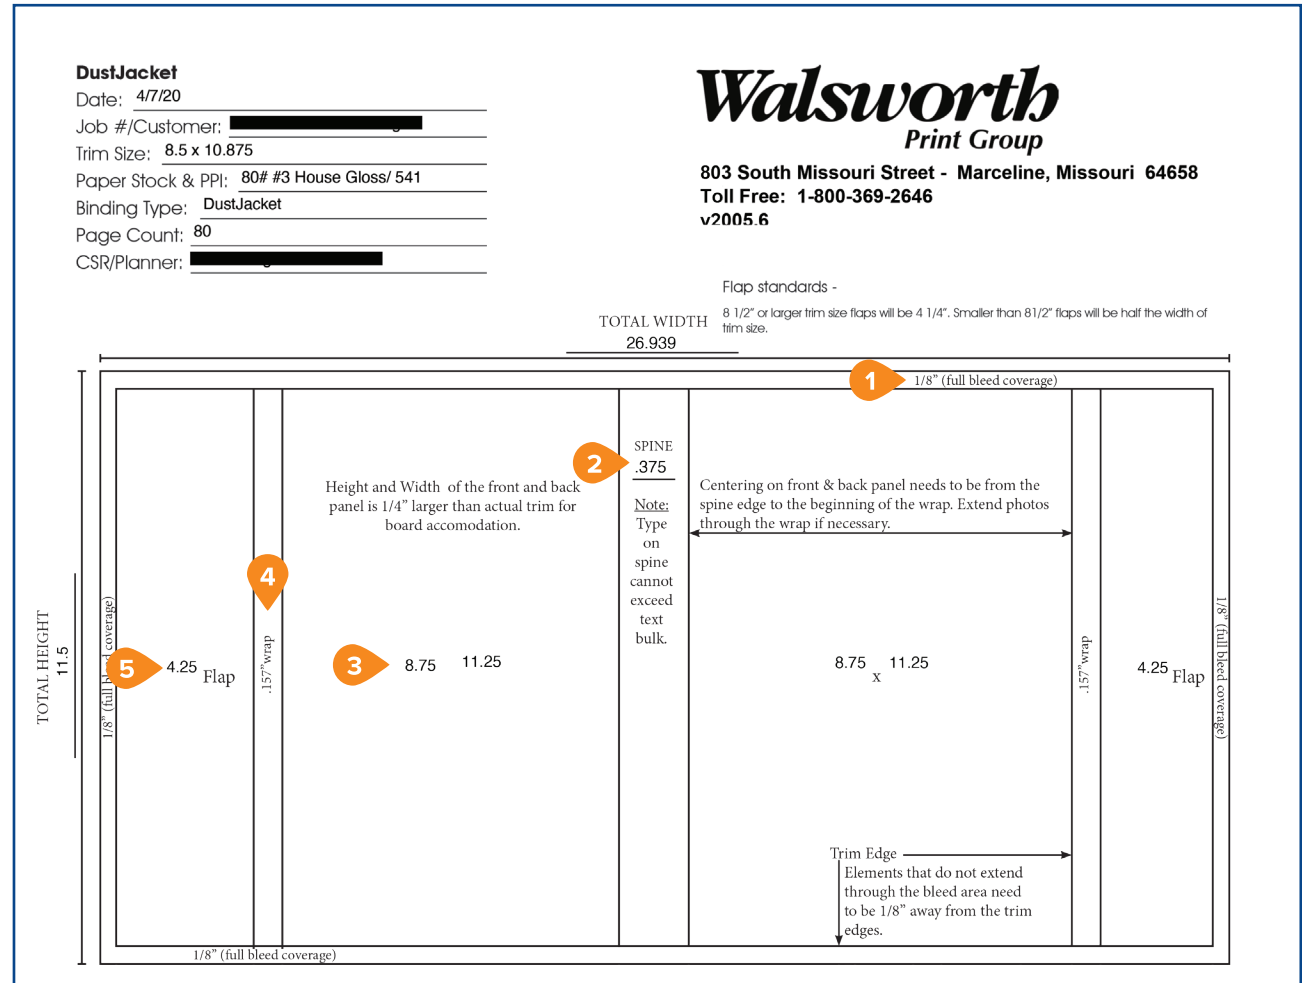 DustJacket
Date: 4/7/20
Job #/Customer:
Trim Size: 8.5 x 10.875
Paper Stock & PPI: 80# #3 House Gloss/ 541
Binding Type: DustJacket
Page Count: 80
CSR/Planner:
Walsworth
Print Group
803 South Missouri Street - Marceline, Missouri 64658
Toll Free: 1-800-369-2646
v2005.6
Flap standards -
8 1/2" or larger trim size flaps will be 4 1/4". Smaller than 81/2" flaps will be half the width of
trim size.
TOTAL WIDTH
26.939
1
1/8" (full bleed coverage)
2
SPINE
.375
Note:
Type
on
spine
cannot
exceed
text
bulk.
Height and Width of the front and back
panel is 1/4" larger than actual trim for
board accomodation.
Centering on front & back panel needs to be from the
spine edge to the beginning of the wrap. Extend photos
through the wrap if necessary.
TOTAL HEIGHT
11.5
1/8" (full bleed coverage)
5
4.25 Flap
4
.157"wrap
3
8.75 11.25
8.75 x 11.25
.157"wrap
4.25 Flap
1/8" (full bleed coverage)
Trim Edge
Elements that do not extend
through the bleed area need
to be 1/8" away from the trim
edges.
1/8" (full bleed coverage)